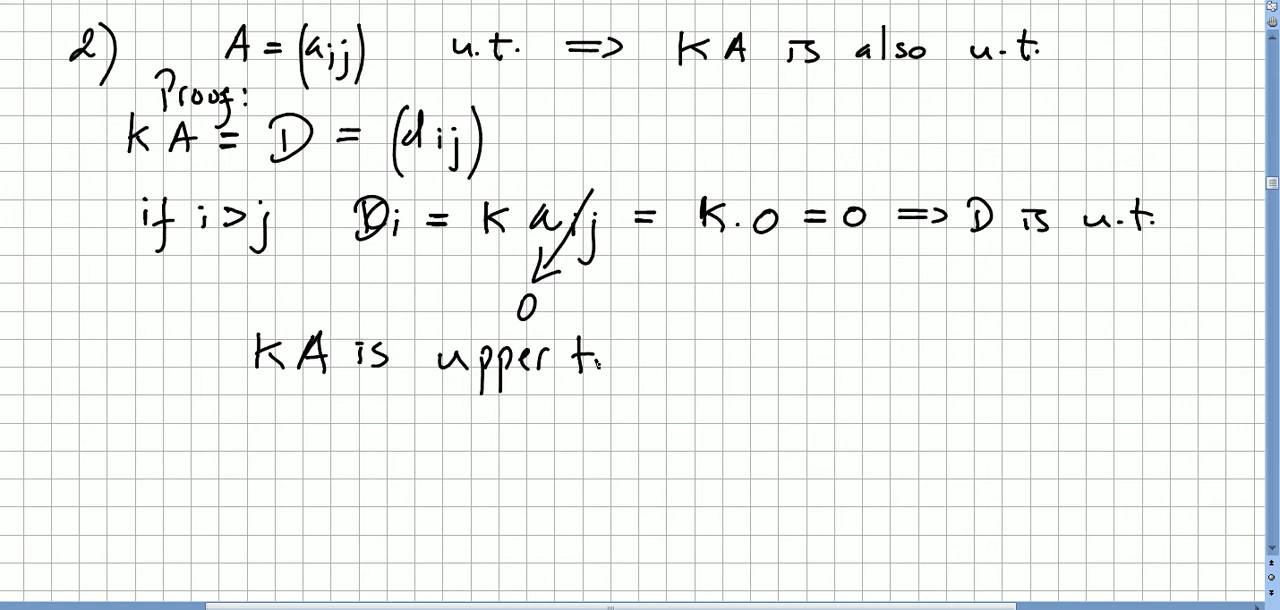 2) A = (aij) u.t. => KA is also u.t.
Proof:
KA = D = (dij)
if i>j Di = K aij = K.0 = 0 => D is u.t.
0
KA is upper t